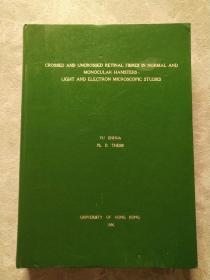 CROSSED AND UNCROSSED RETINAL FIBRES IN NORMAL AND
MONOCULAR HAMSTERS
LIGHT AND ELECTRON MICROSCOPIC STUDIES
YU ENHUA
Ph. D. THESIS
UNIVERSITY OF HONG KONG